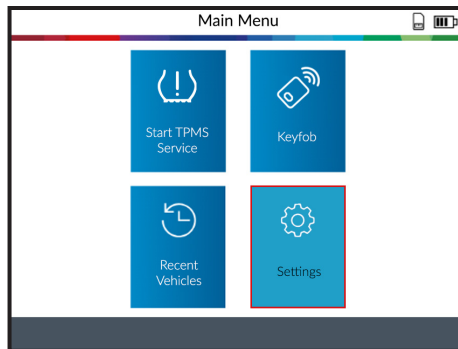 Main Menu
Start TPMS
Service
Keyfob
Recent
Vehicles
Settings